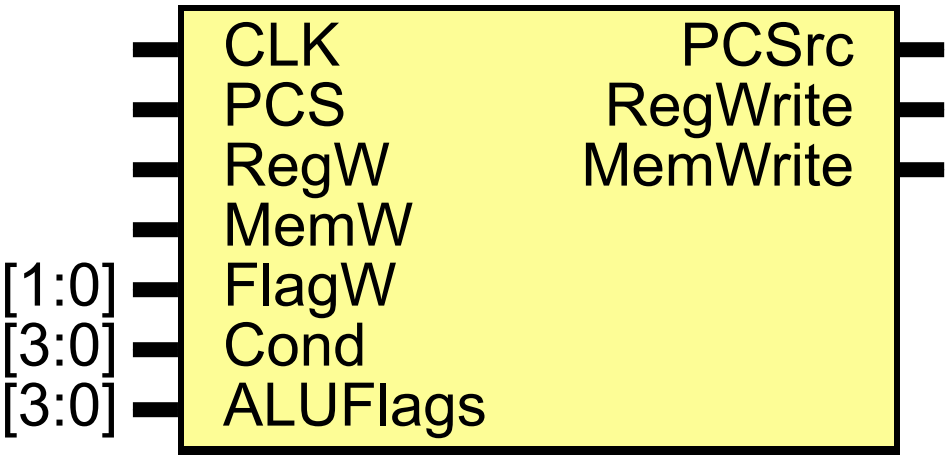 CLK PCSrc
PCS RegWrite
RegW MemWrite
MemW
[1:0] FlagW
[3:0] Cond
[3:0] ALUFlags